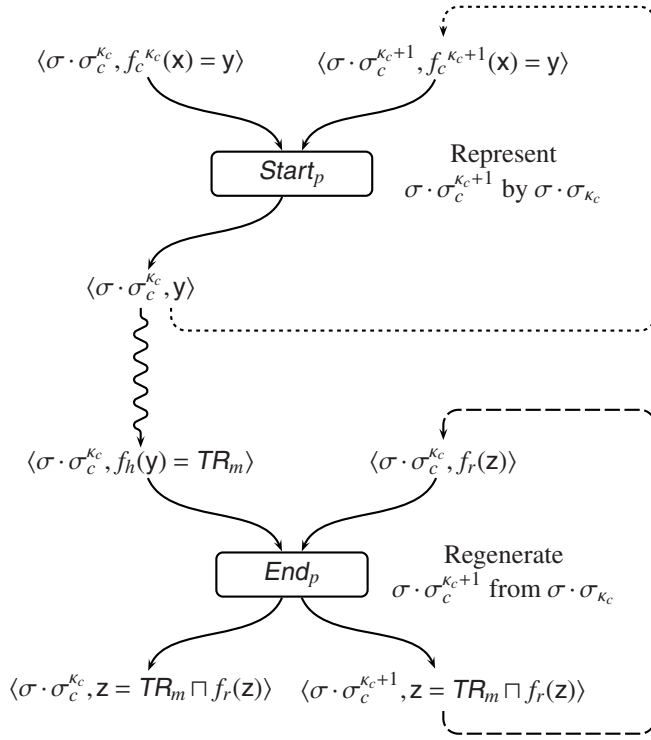 ⟨σ · σ_c^{κ_c}, f_c^{κ_c}(x) = y⟩ ⟨σ · σ_c^{κ_c+1}, f_c^{κ_c+1}(x) = y⟩
Start_p
Represent
σ · σ_c^{κ_c+1} by σ · σ_{κ_c}
⟨σ · σ_c^{κ_c}, y⟩
⟨σ · σ_c^{κ_c}, f_h(y) = TR_m⟩ ⟨σ · σ_c^{κ_c}, f_r(z)⟩
End_p
Regenerate
σ · σ_c^{κ_c+1} from σ · σ_{κ_c}
⟨σ · σ_c^{κ_c}, z = TR_m ⊓ f_r(z)⟩ ⟨σ · σ_c^{κ_c+1}, z = TR_m ⊓ f_r(z)⟩